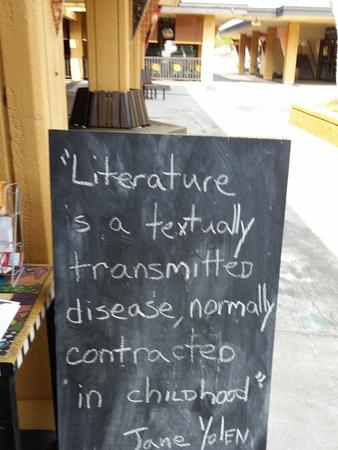 "Literature
is a textually
transmitted
disease, normally
contracted
in childhood"
Jane Yolen